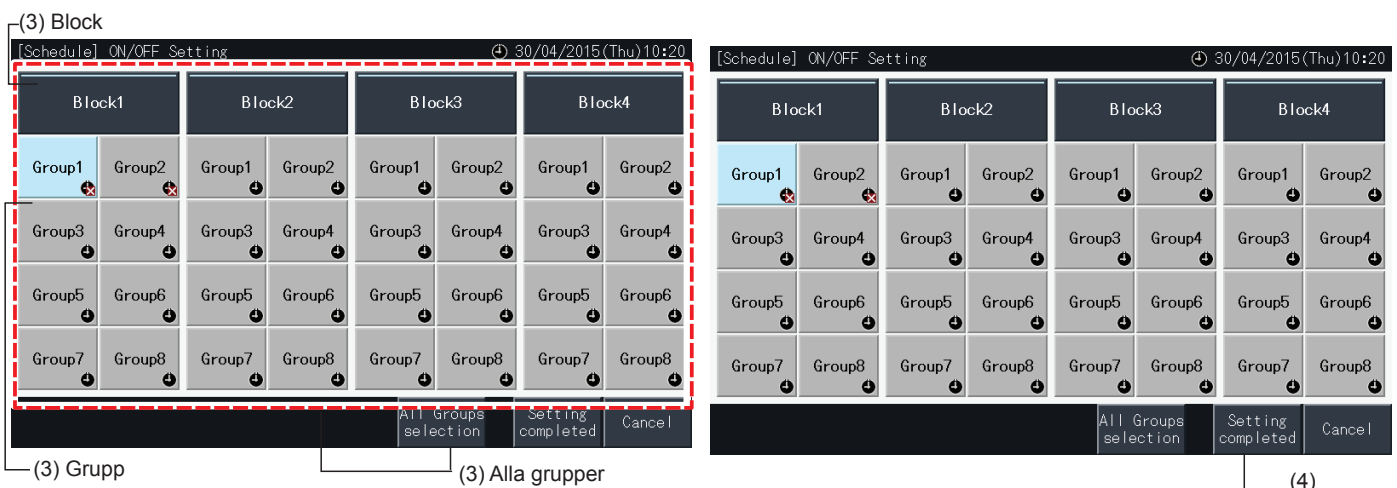 (3) Block
[Schedule] ON/OFF Setting 30/04/2015(Thu)10:20
Block1 Block2 Block3 Block4
Group1 Group2 Group1 Group2 Group1 Group2 Group1 Group2
Group3 Group4 Group3 Group4 Group3 Group4 Group3 Group4
Group5 Group6 Group5 Group6 Group5 Group6 Group5 Group6
Group7 Group8 Group7 Group8 Group7 Group8 Group7 Group8
All Groups selection
Setting completed
Cancel
(3) Grupp
(3) Alla grupper
[Schedule] ON/OFF Setting 30/04/2015(Thu)10:20
Block1 Block2 Block3 Block4
Group1 Group2 Group1 Group2 Group1 Group2 Group1 Group2
Group3 Group4 Group3 Group4 Group3 Group4 Group3 Group4
Group5 Group6 Group5 Group6 Group5 Group6 Group5 Group6
Group7 Group8 Group7 Group8 Group7 Group8 Group7 Group8
All Groups selection
Setting completed
Cancel
(4)